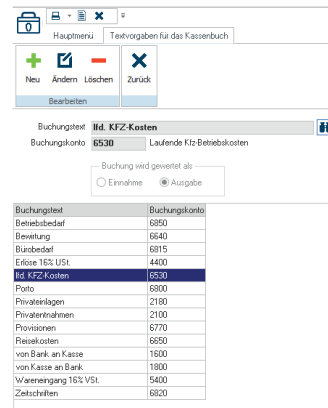 Hauptmenü Textvorgaben für das Kassenbuch
Neu Ändern Löschen Zurück
Bearbeiten
Buchungstext lfd. KFZ-Kosten
Buchungskonto 6530 Laufende Kfz-Betriebskosten
Buchung wird gewertet als
Einnahme Ausgabe
Buchungstext Buchungskonto
Betriebsbedarf 6850
Bewirtung 6640
Bürobedarf 6815
Erlöse 16% USt. 4400
lfd. KFZ-Kosten 6530
Porto 6800
Privateinlagen 2180
Privatentnahmen 2100
Provisionen 6770
Reisekosten 6650
von Bank an Kasse 1600
von Kasse an Bank 1800
Wareneingang 16% VSt. 5400
Zeitschriften 6820